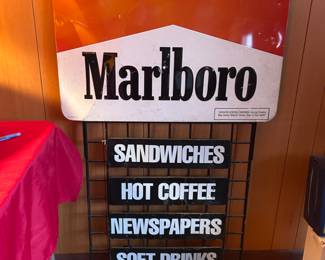 Marlboro
SANDWICHES
HOT COFFEE
NEWSPAPERS
SOFT DRINKS